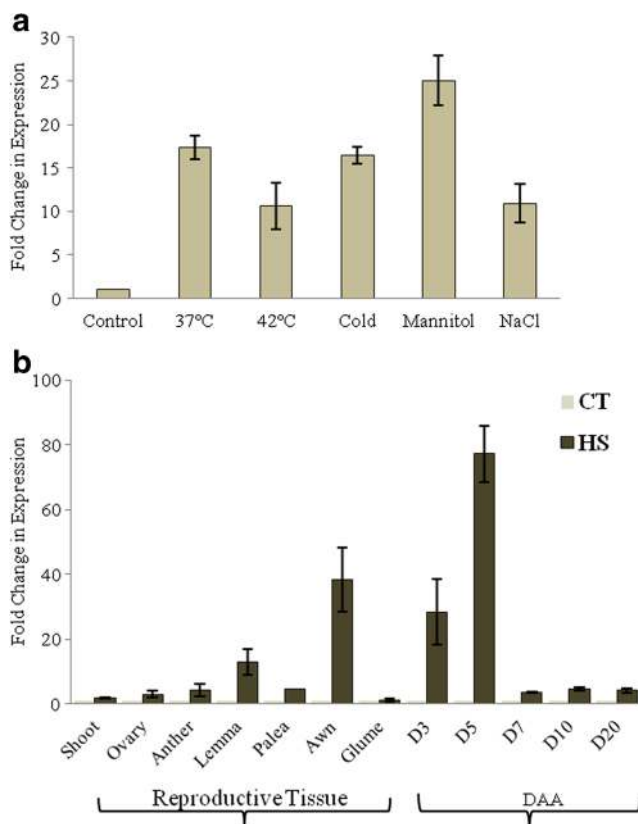 a
Fold Change in Expression
30
25
20
15
10
5
0
Control 37°C 42°C Cold Mannitol NaCl
b
Fold Change in Expression
100
80
60
40
20
0
CT
HS
Shoot Ovary Anther Lemma Palea Awn Glume D3 D5 D7 D10 D20
Reproductive Tissue DAA